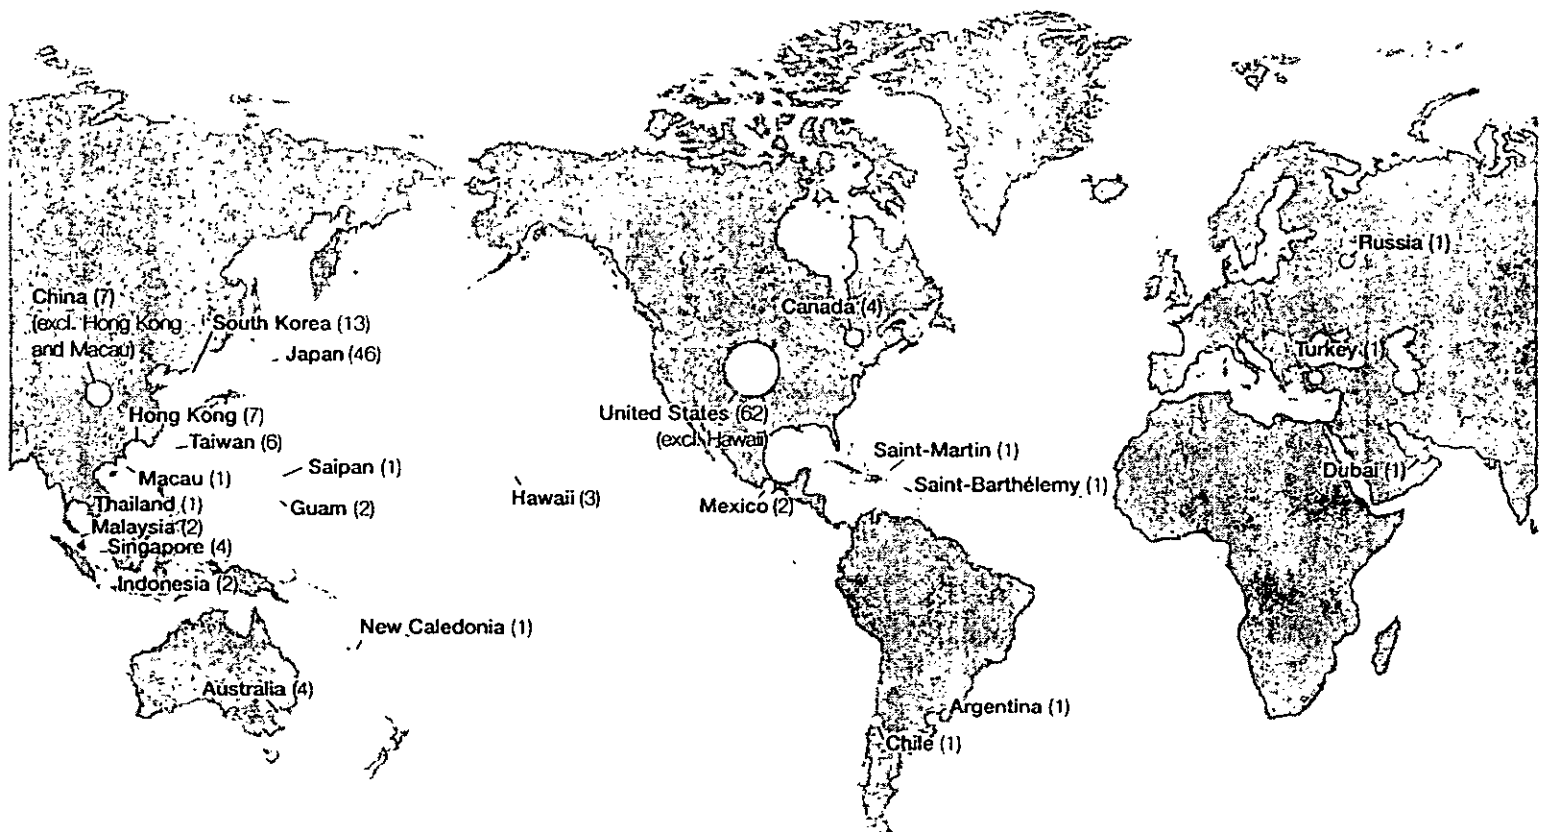 Russia (1)
China (7)
(excl. Hong Kong
and Macau)
Canada (4)
South Korea (13)
Japan (46)
Turkey (1)
United States (62)
(excl. Hawaii)
Hong Kong (7)
Taiwan (6)
Saint-Martin (1)
Saipan (1)
Dubai (1)
Macau (1)
Saint-Barthélemy (1)
Hawaii (3)
Mexico (2)
Thailand (1)
Guam (2)
Malaysia (2)
Singapore (4)
Indonesia (2)
New Caledonia (1)
Australia (4)
Argentina (1)
Chile (1)